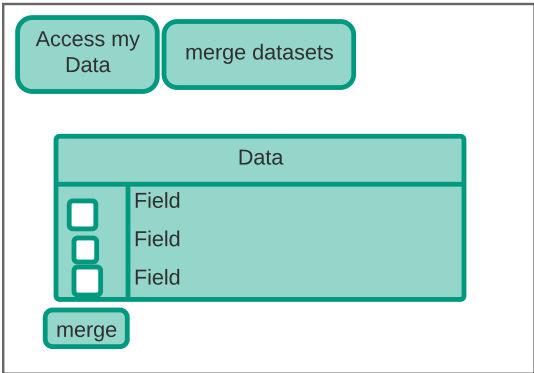 Access my
Data
merge datasets
Data
Field
Field
Field
merge